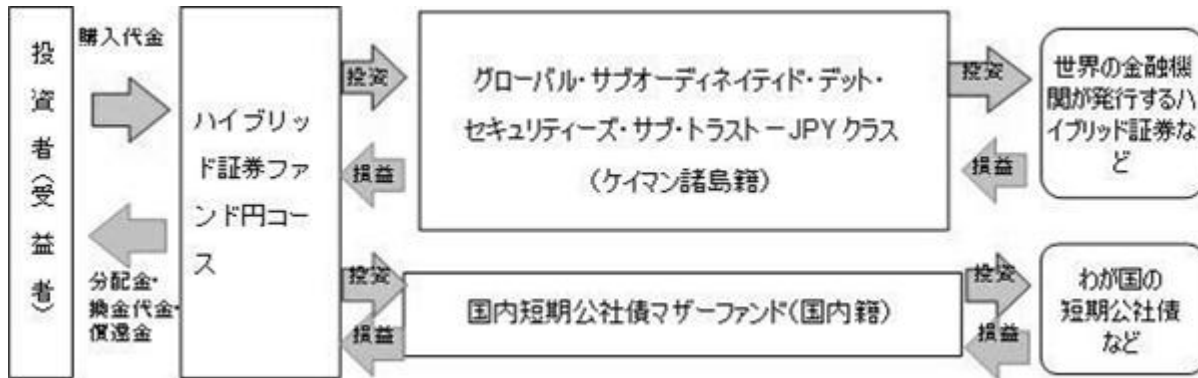 投資者(受益者)
購入代金
分配金・
換金代金・
償還金
ハイブリッ
ド証券ファ
ンド円コー
ス
投資
損益
グローバル・サブオーディネイティド・デット・
セキュリティーズ・サブ・トラスト－JPYクラス
(ケイマン諸島籍)
投資
損益
世界の金融機
関が発行するハ
イブリッド証券な
ど
投資
損益
国内短期公社債マザーファンド(国内籍)
投資
損益
わが国の
短期公社債
など